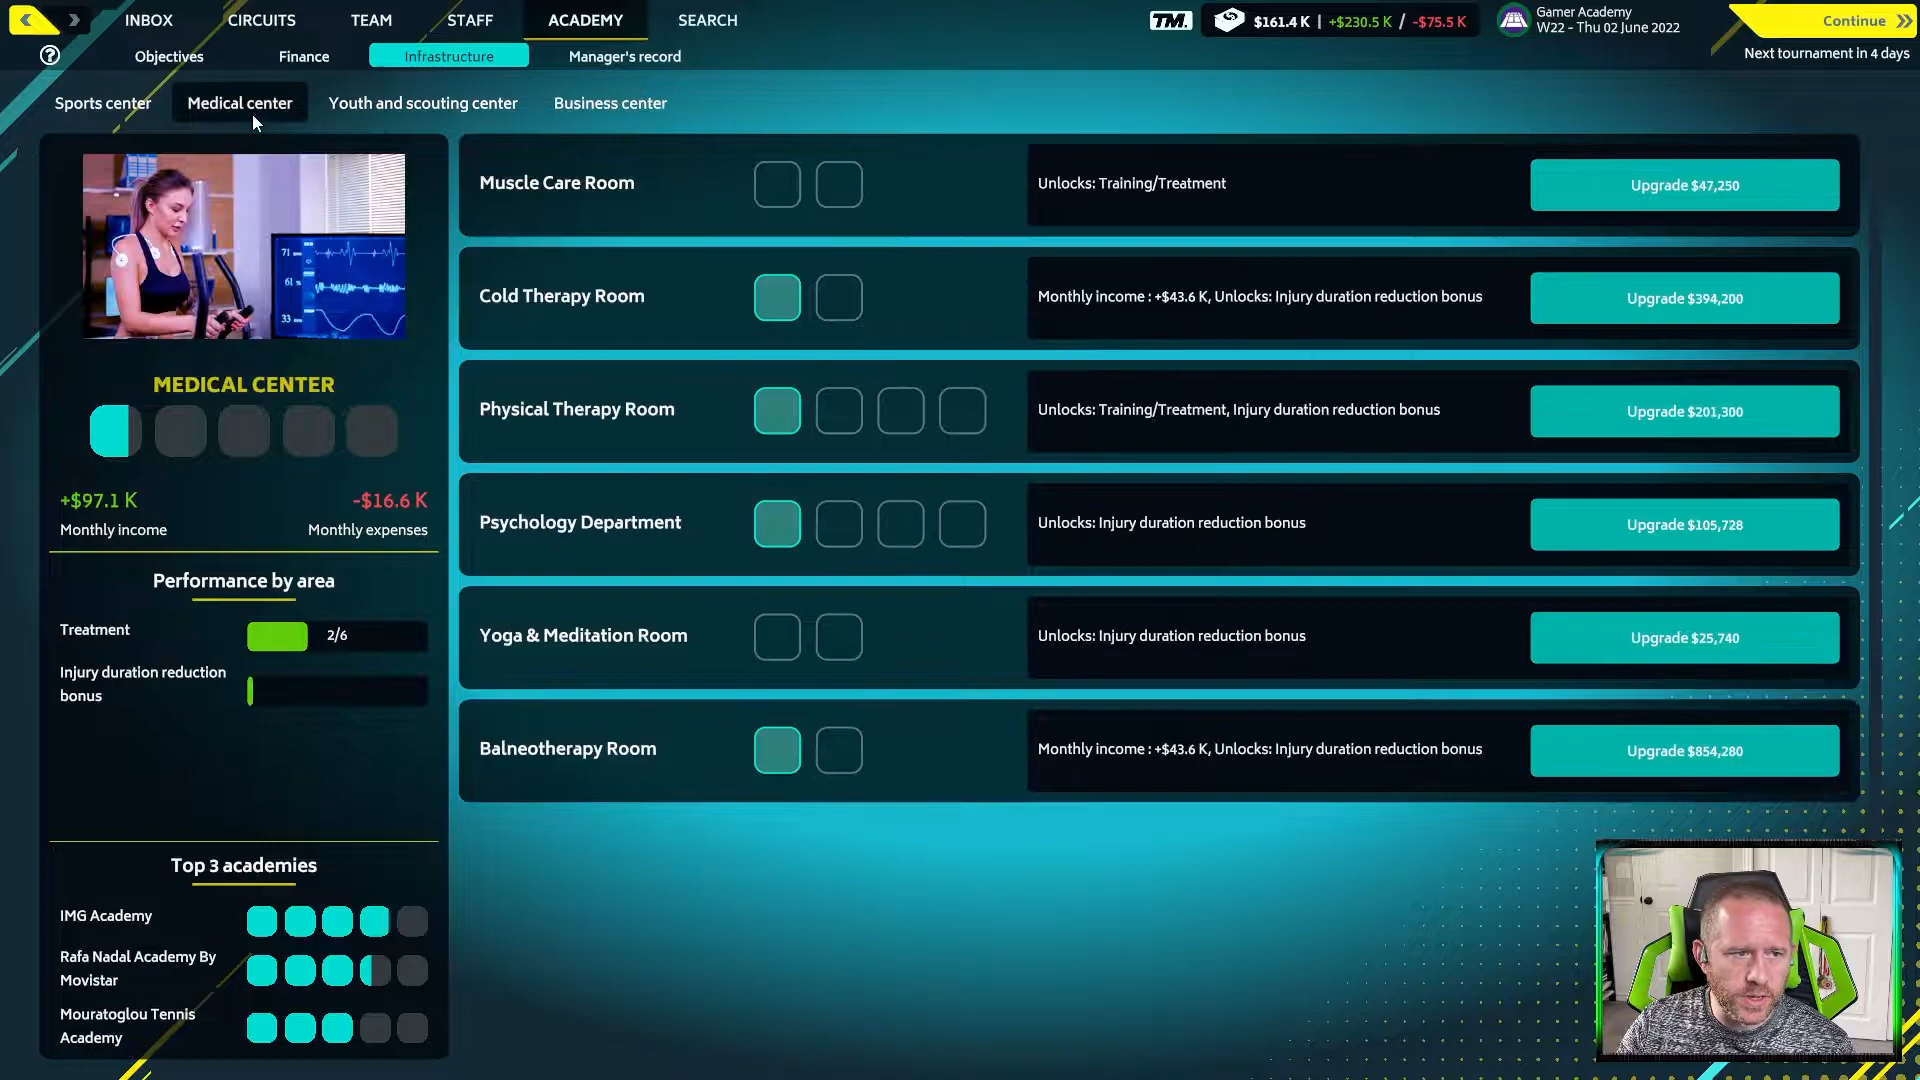 INBOX
CIRCUITS
TEAM
STAFF
ACADEMY
SEARCH
TM.
$161.4 K | +$230.5 K / -$75.5 K
Gamer Academy
W22 - Thu 02 June 2022
Continue
Objectives
Finance
Infrastructure
Manager's record
Next tournament in 4 days
Sports center
Medical center
Youth and scouting center
Business center
71
61
33
MEDICAL CENTER
+$97.1 K
-$16.6 K
Monthly income
Monthly expenses
Performance by area
Treatment
2/6
Injury duration reduction
bonus
Top 3 academies
IMG Academy
Rafa Nadal Academy By
Movistar
Mouratoglou Tennis
Academy
Muscle Care Room
Unlocks: Training/Treatment
Upgrade $47,250
Cold Therapy Room
Monthly income : +$43.6 K, Unlocks: Injury duration reduction bonus
Upgrade $394,200
Physical Therapy Room
Unlocks: Training/Treatment, Injury duration reduction bonus
Upgrade $201,300
Psychology Department
Unlocks: Injury duration reduction bonus
Upgrade $105,728
Yoga & Meditation Room
Unlocks: Injury duration reduction bonus
Upgrade $25,740
Balneotherapy Room
Monthly income : +$43.6 K, Unlocks: Injury duration reduction bonus
Upgrade $854,280